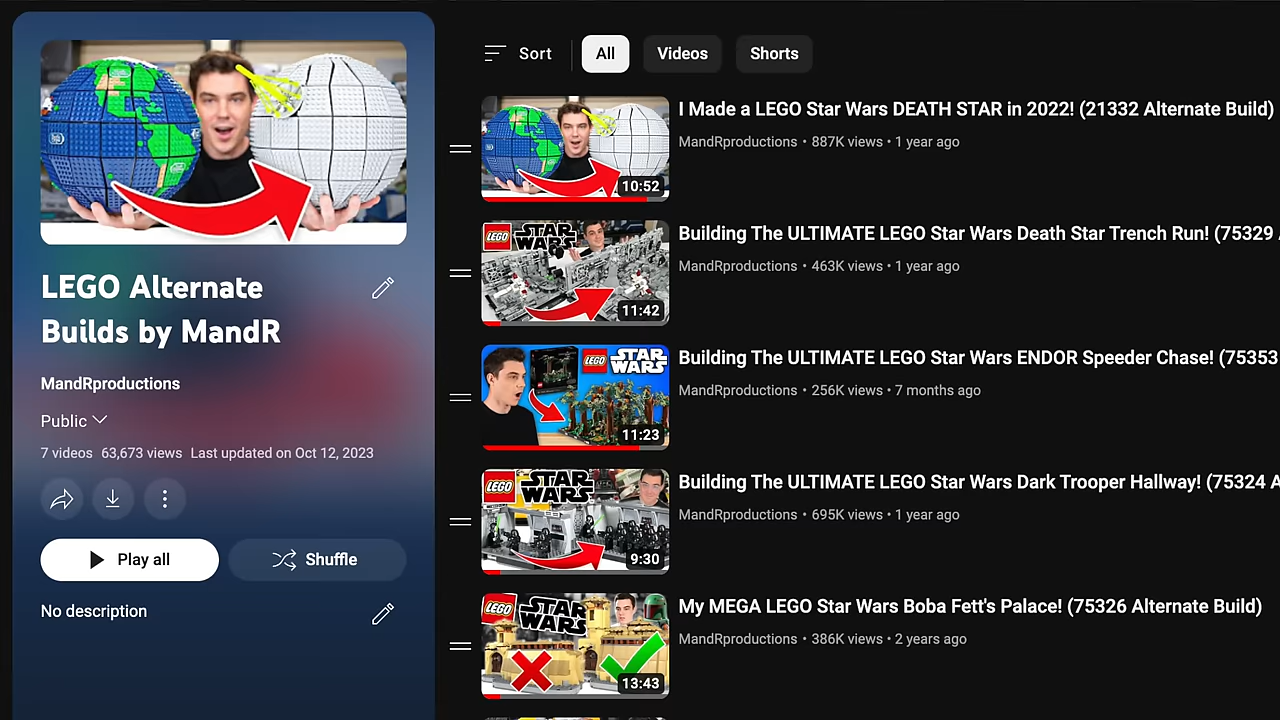 LEGO Alternate
Builds by MandR
MandRproductions
Public
7 videos 63,673 views Last updated on Oct 12, 2023
Play all
Shuffle
No description
Sort
All
Videos
Shorts
10:52
I Made a LEGO Star Wars DEATH STAR in 2022! (21332 Alternate Build)
MandRproductions • 887K views • 1 year ago
LEGO
STAR
WARS
11:42
Building The ULTIMATE LEGO Star Wars Death Star Trench Run! (75329
MandRproductions • 463K views • 1 year ago
LEGO
STAR
WARS
11:23
Building The ULTIMATE LEGO Star Wars ENDOR Speeder Chase! (75353
MandRproductions • 256K views • 7 months ago
LEGO
STAR
WARS
9:30
Building The ULTIMATE LEGO Star Wars Dark Trooper Hallway! (75324 A
MandRproductions • 695K views • 1 year ago
LEGO
STAR
WARS
13:43
My MEGA LEGO Star Wars Boba Fett's Palace! (75326 Alternate Build)
MandRproductions • 386K views • 2 years ago